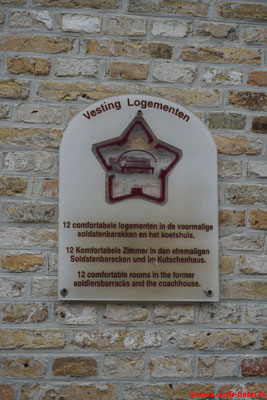 Vesting Logementen
12 comfortabele logementen in de voormalige
soldatenbarakken en het koetshuis.
12 Komfortabele Zimmer in den ehemaligen
Soldatenbaracken und im Kutschenhaus.
12 comfortable rooms in the former
soldiersbarracks and the coachhouse.